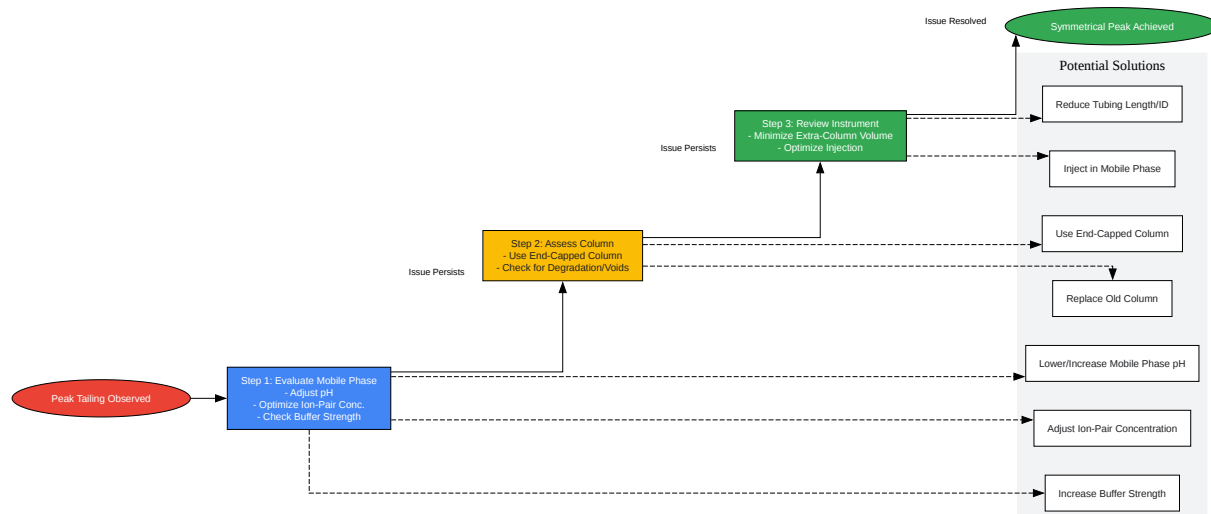 Issue Resolved
Symmetrical Peak Achieved
Potential Solutions
Reduce Tubing Length/ID
Step 3: Review Instrument
- Minimize Extra-Column Volume
- Optimize Injection
Issue Persists
Inject in Mobile Phase
Use End-Capped Column
Step 2: Assess Column
- Use End-Capped Column
- Check for Degradation/Voids
Issue Persists
Replace Old Column
Lower/Increase Mobile Phase pH
Step 1: Evaluate Mobile Phase
- Adjust pH
- Optimize Ion-Pair Conc.
- Check Buffer Strength
Peak Tailing Observed
Adjust Ion-Pair Concentration
Increase Buffer Strength